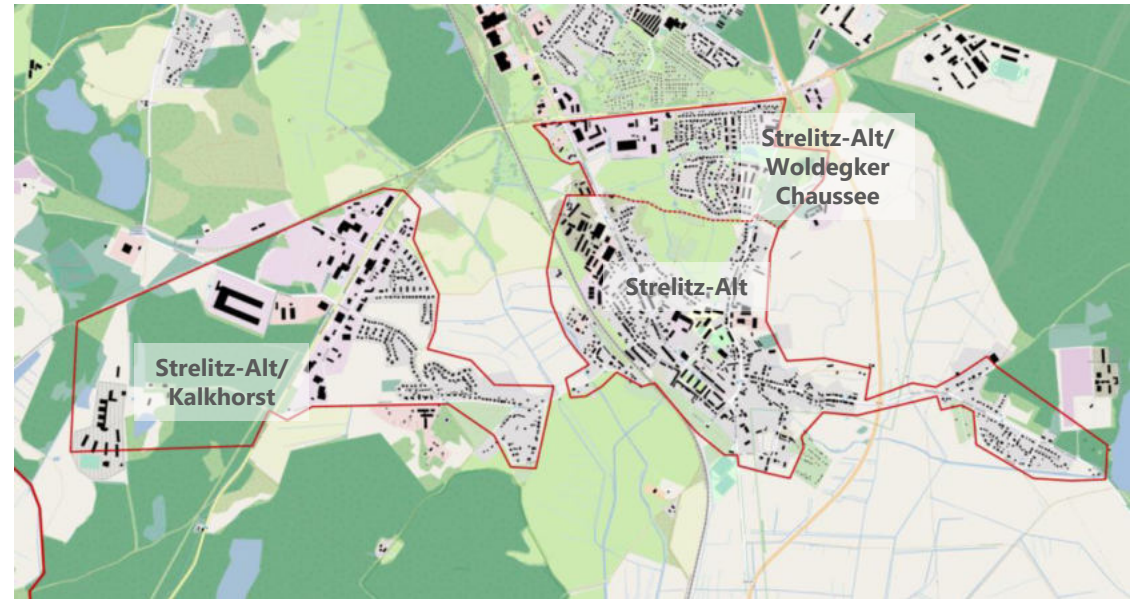 Strelitz-Alt/
Woldegker
Chaussee
Strelitz-Alt
Strelitz-Alt/
Kalkhorst